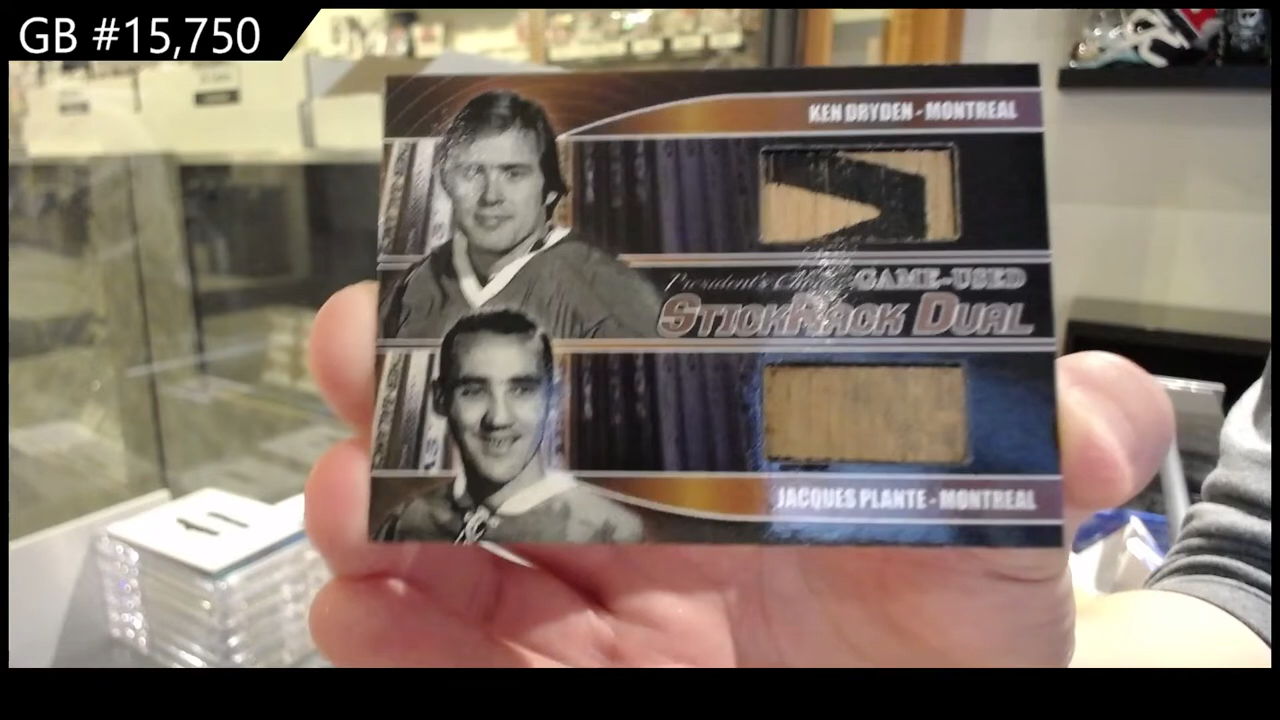 GB #15,750
KEN DRYDEN - MONTREAL
President's Choice GAME-USED
STICKRACK DUAL
JACQUES PLANTE - MONTREAL